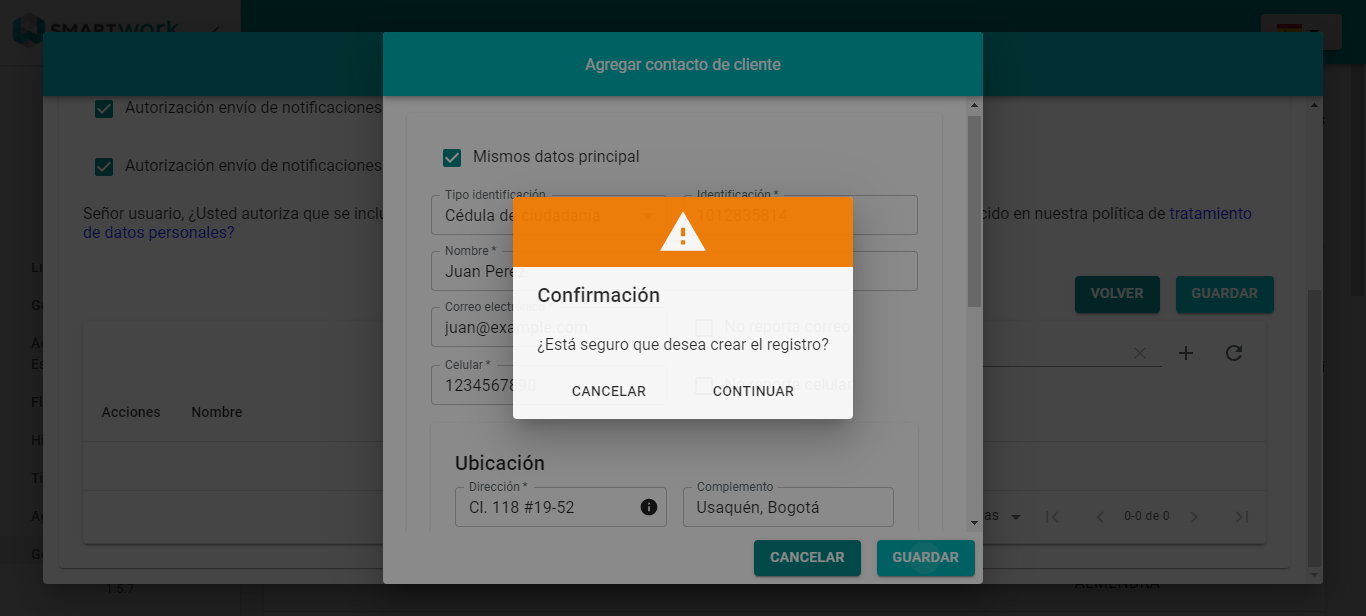 SMARTwork
Agregar contacto de cliente
Autorización envío de notificaciones
Mismos datos principal
Autorización envío de notificaciones
Tipo identificación
Identificación *
Cédula de ciudadanía
1012835814
Señor usuario, ¿Usted autoriza que se inclu
cido en nuestra política de tratamiento
de datos personales?
Nombre *
Juan Perez
VOLVER
GUARDAR
Confirmación
Correo electrónico
juan@example.com
No reporta correo
¿Está seguro que desea crear el registro?
Celular *
1234567890
No reporta celular
CANCELAR
CONTINUAR
Acciones
Nombre
Ubicación
Dirección *
Complemento
Cl. 118 #19-52
Usaquén, Bogotá
as
0-0 de 0
CANCELAR
GUARDAR
ALMENDRA
1.5.7